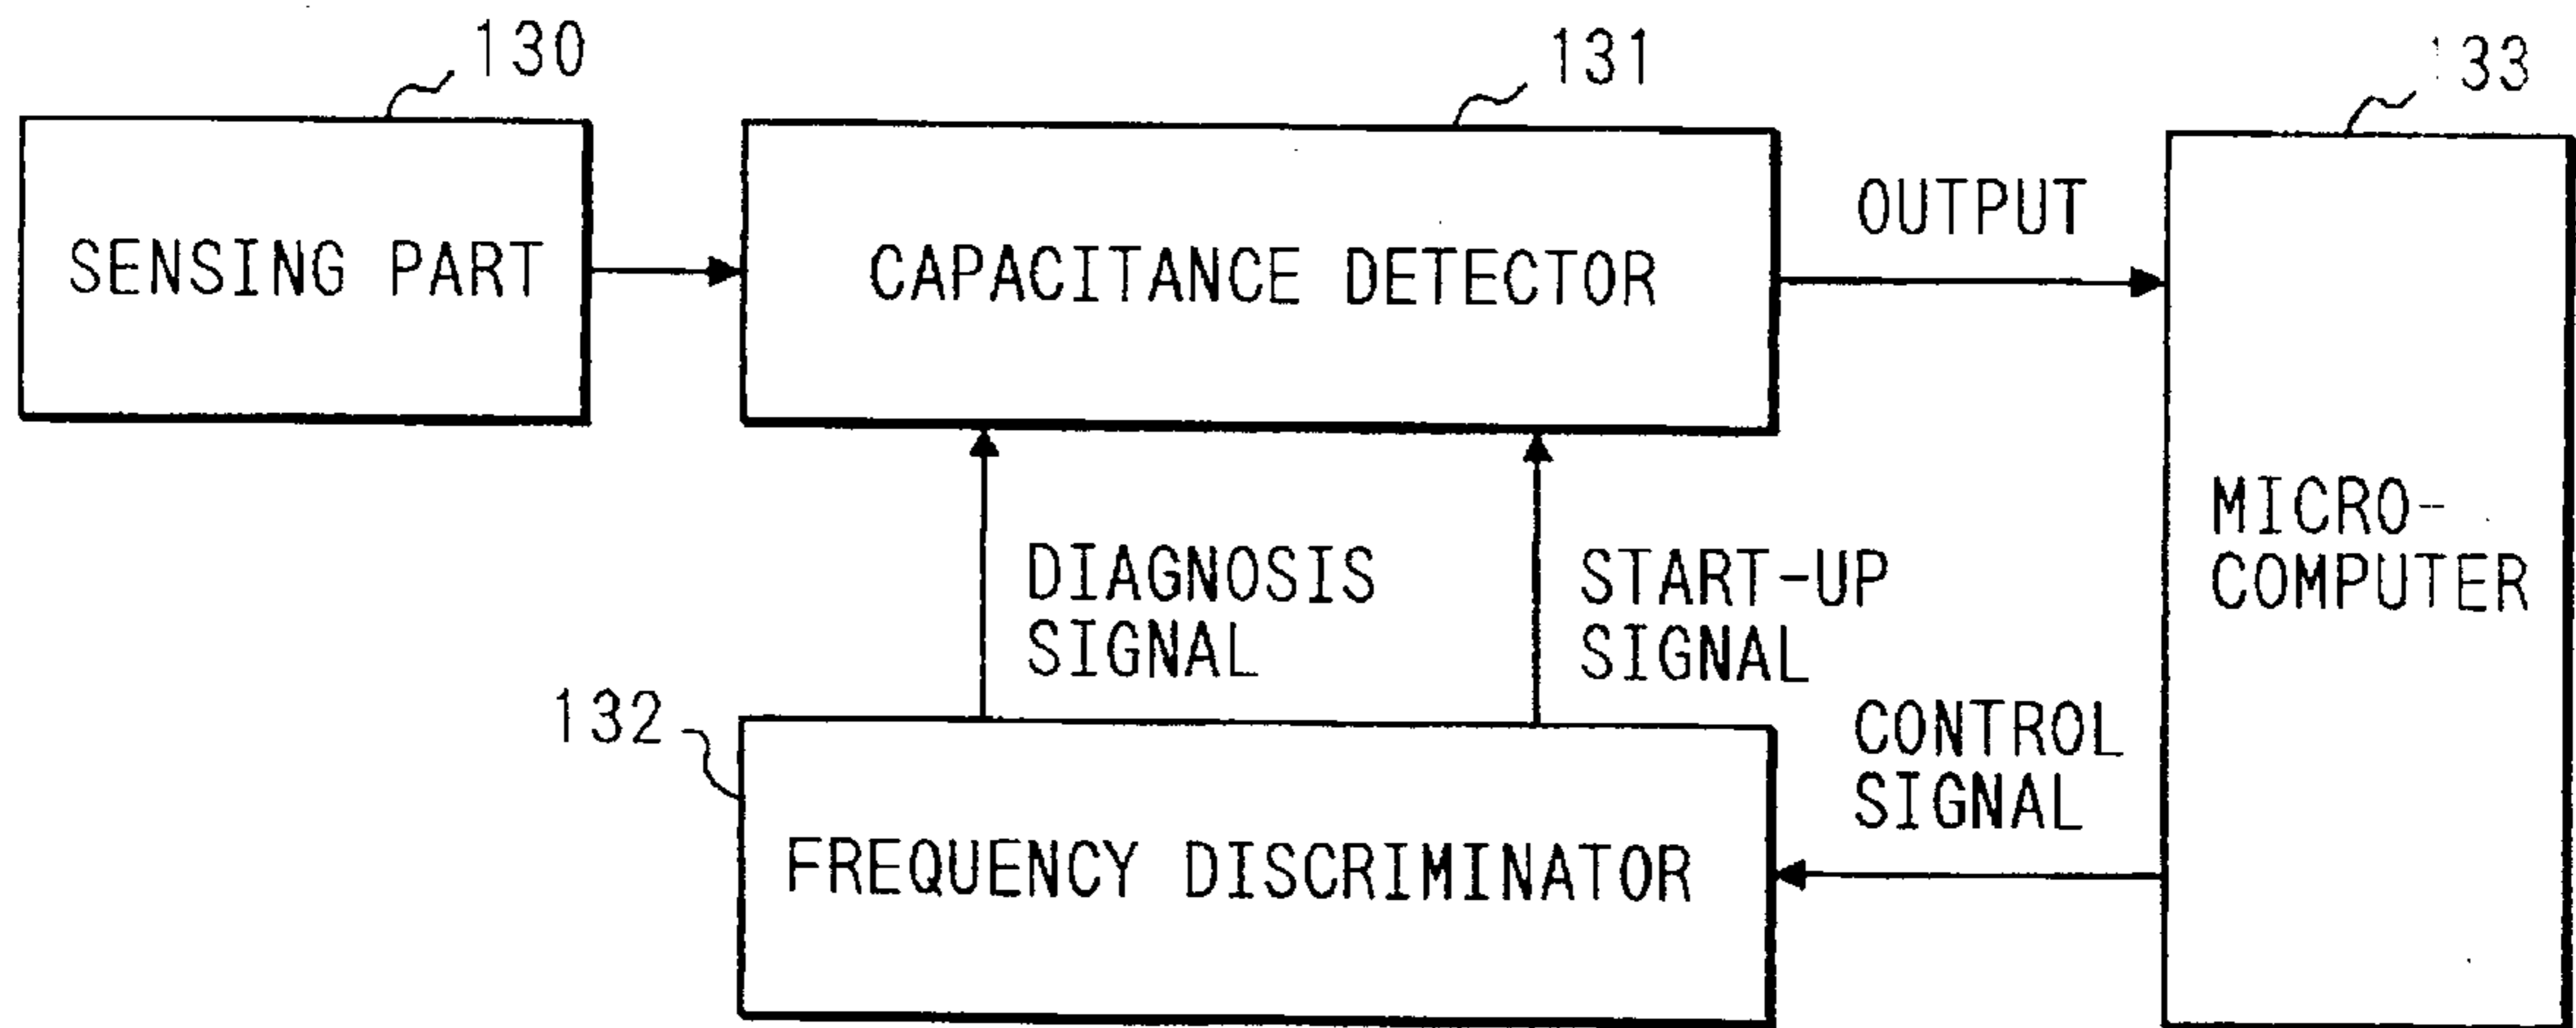 130
131
133
SENSING PART
CAPACITANCE DETECTOR
OUTPUT
MICRO-
COMPUTER
DIAGNOSIS
SIGNAL
START-UP
SIGNAL
132
CONTROL
SIGNAL
FREQUENCY DISCRIMINATOR